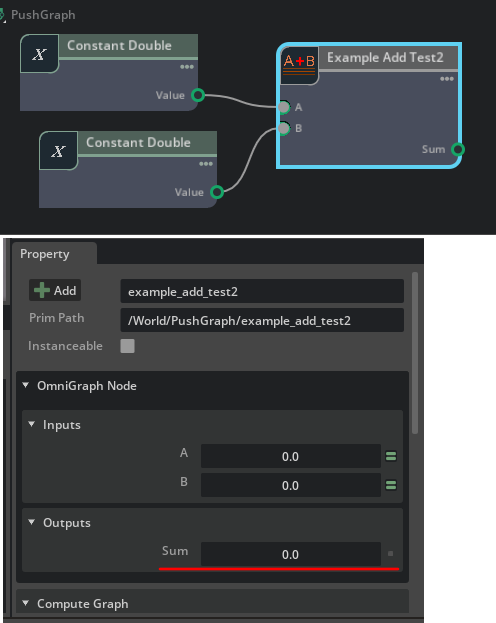 PushGraph
X Constant Double
Value
X Constant Double
Value
A+B Example Add Test2
A
B
Sum
Property
Add example_add_test2
Prim Path /World/PushGraph/example_add_test2
Instanceable
OmniGraph Node
Inputs
A 0.0
B 0.0
Outputs
Sum 0.0
Compute Graph